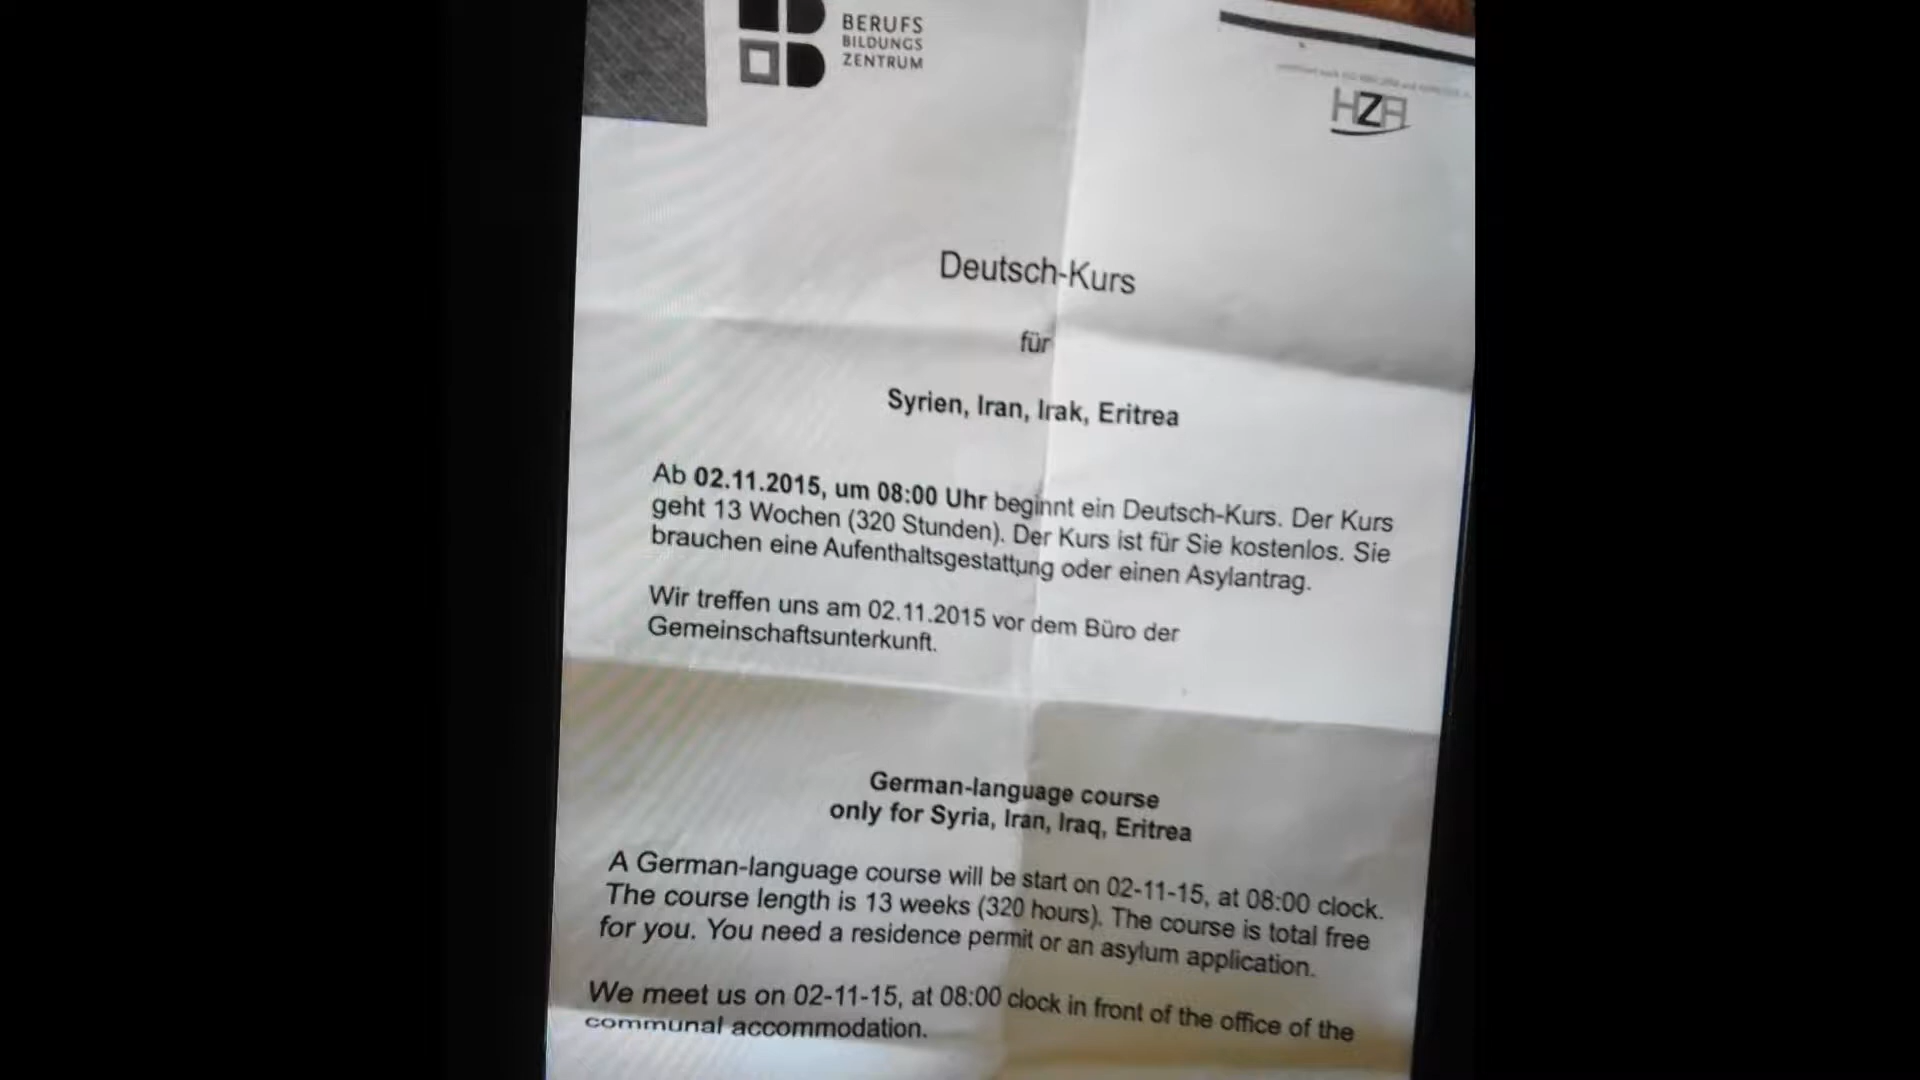 BERUFS
BILDUNGS
ZENTRUM
HZA
Deutsch-Kurs
für
Syrien, Iran, Irak, Eritrea
Ab 02.11.2015, um 08:00 Uhr beginnt ein Deutsch-Kurs. Der Kurs
geht 13 Wochen (320 Stunden). Der Kurs ist für Sie kostenlos. Sie
brauchen eine Aufenthaltsgestattung oder einen Asylantrag.
Wir treffen uns am 02.11.2015 vor dem Büro der
Gemeinschaftsunterkunft.
German-language course
only for Syria, Iran, Iraq, Eritrea
A German-language course will be start on 02-11-15, at 08:00 clock.
The course length is 13 weeks (320 hours). The course is total free
for you. You need a residence permit or an asylum application.
We meet us on 02-11-15, at 08:00 clock in front of the office of the
communal accommodation.